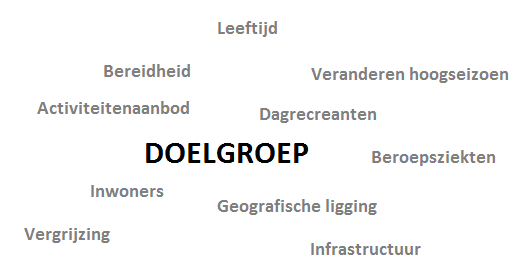 Leeftijd
Bereidheid
Veranderen hoogseizoen
Activiteitenaanbod
Dagrecreanten
DOELGROEP
Beroepsziekten
Inwoners
Geografische ligging
Vergrijzing
Infrastructuur